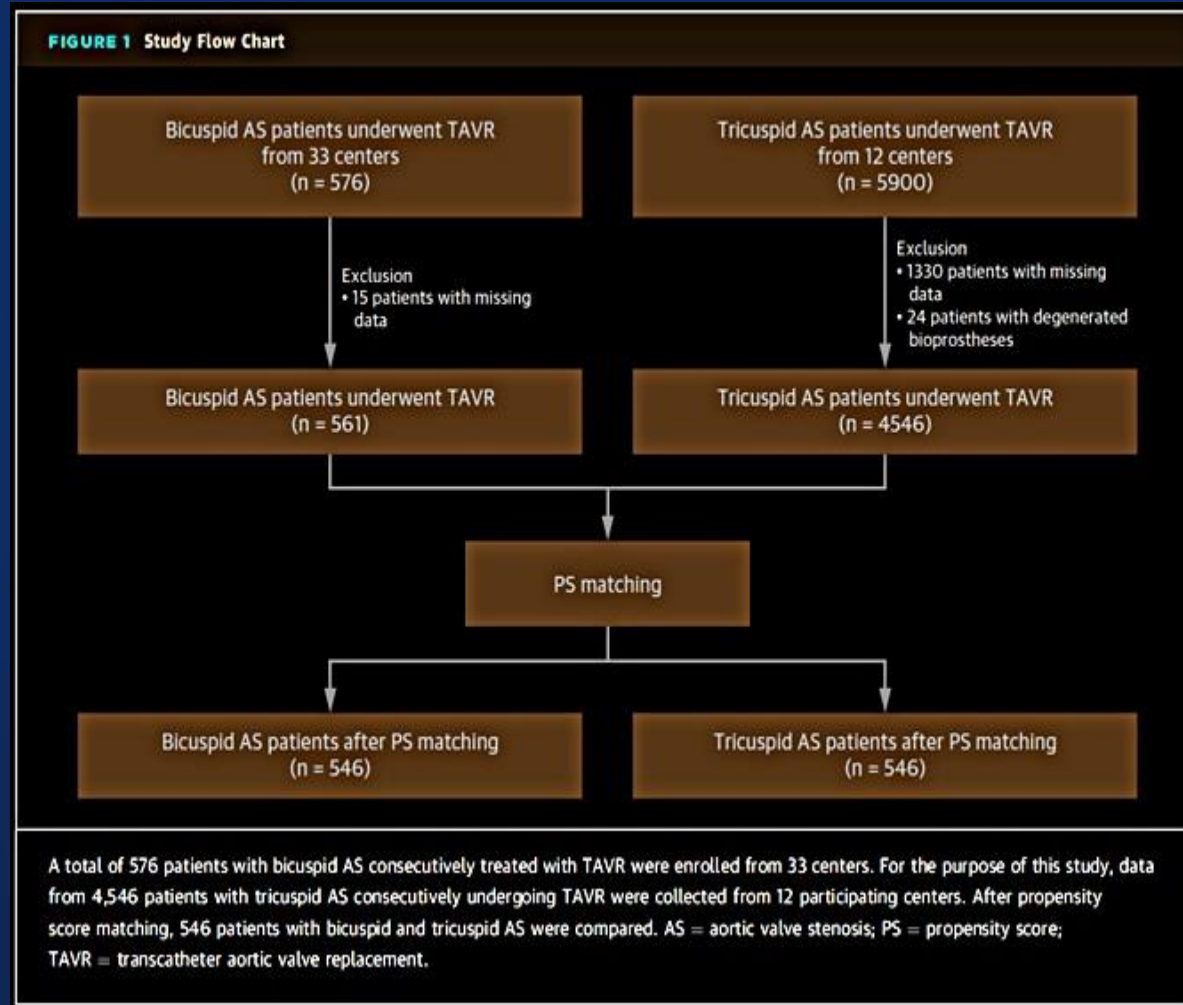 FIGURE 1 Study Flow Chart
Bicuspid AS patients underwent TAVR
from 33 centers
(n = 576)
Tricuspid AS patients underwent TAVR
from 12 centers
(n = 5900)
Exclusion
• 15 patients with missing
data
Exclusion
• 1330 patients with missing
data
• 24 patients with degenerated
bioprostheses
Bicuspid AS patients underwent TAVR
(n = 561)
Tricuspid AS patients underwent TAVR
(n = 4546)
PS matching
Bicuspid AS patients after PS matching
(n = 546)
Tricuspid AS patients after PS matching
(n = 546)
A total of 576 patients with bicuspid AS consecutively treated with TAVR were enrolled from 33 centers. For the purpose of this study, data
from 4,546 patients with tricuspid AS consecutively undergoing TAVR were collected from 12 participating centers. After propensity
score matching, 546 patients with bicuspid and tricuspid AS were compared. AS = aortic valve stenosis; PS = propensity score;
TAVR = transcatheter aortic valve replacement.